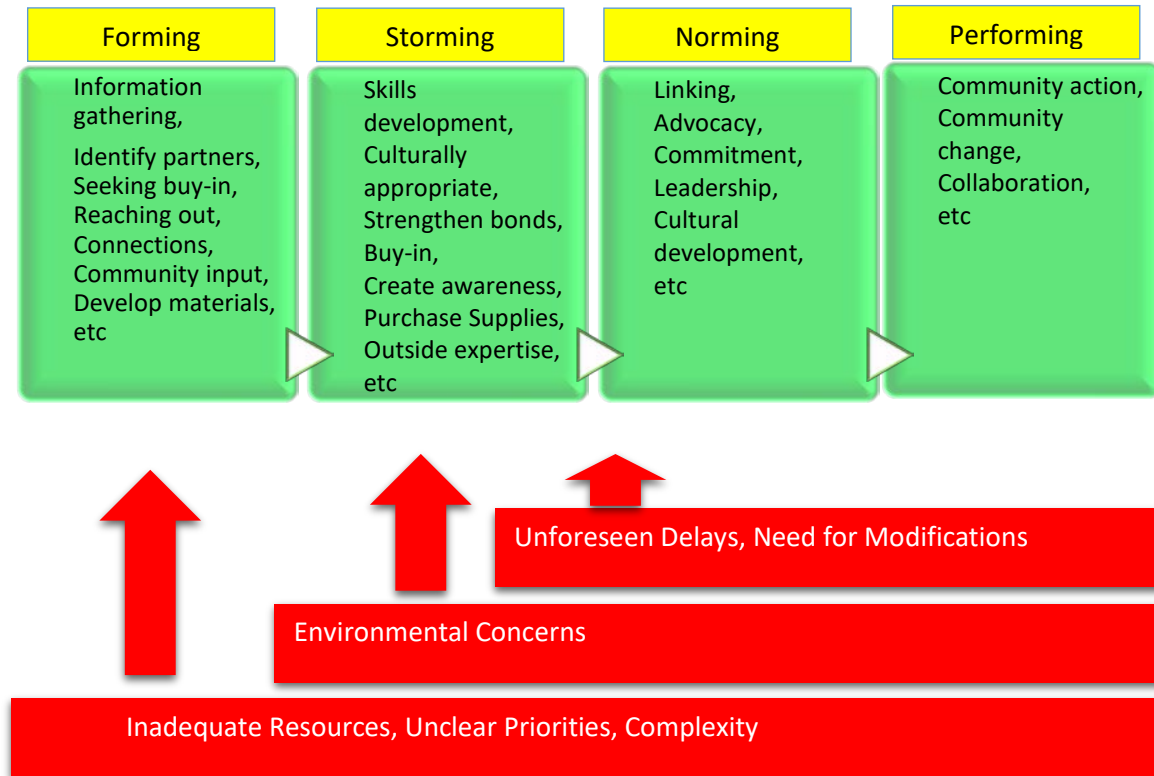 Forming
Information
gathering,
Identify partners,
Seeking buy-in,
Reaching out,
Connections,
Community input,
Develop materials,
etc
Storming
Skills
development,
Culturally
appropriate,
Strengthen bonds,
Buy-in,
Create awareness,
Purchase Supplies,
Outside expertise,
etc
Norming
Linking,
Advocacy,
Commitment,
Leadership,
Cultural
development,
etc
Performing
Community action,
Community
change,
Collaboration,
etc
Unforeseen Delays, Need for Modifications
Environmental Concerns
Inadequate Resources, Unclear Priorities, Complexity